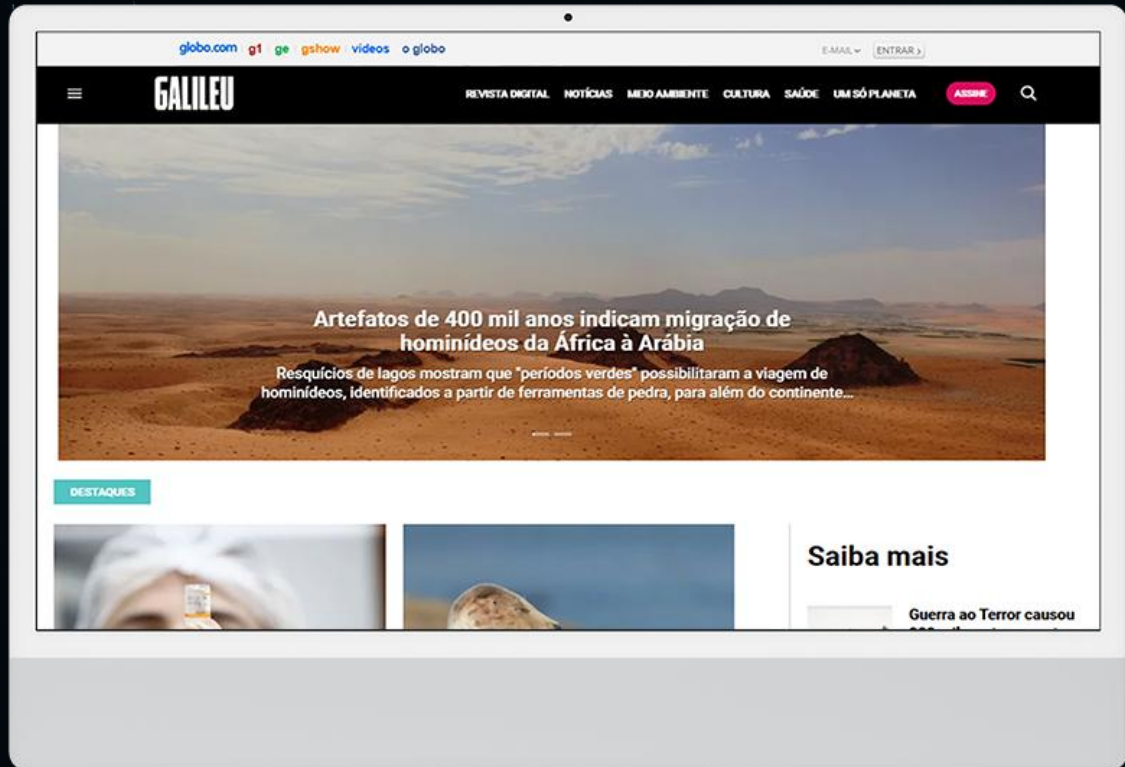 globo.com g1 ge gshow videos o globo
E-MAIL ENTRAR >
GALILEU
REVISTA DIGITAL NOTÍCIAS MEIO AMBIENTE CULTURA SAÚDE UM SÓ PLANETA ASSINE
Artefatos de 400 mil anos indicam migração de
hominídeos da África à Arábia
Resquícios de lagos mostram que "períodos verdes" possibilitaram a viagem de
hominídeos, identificados a partir de ferramentas de pedra, para além do continente...
DESTAQUES
Saiba mais
Guerra ao Terror causou